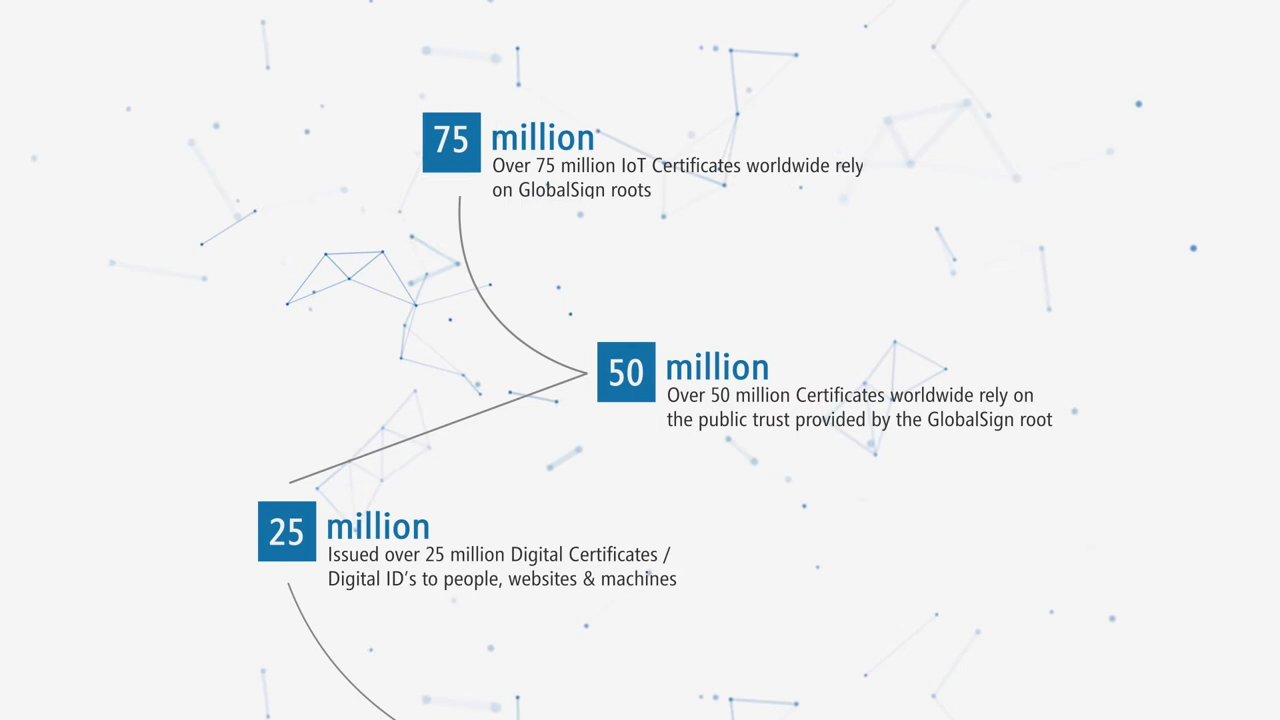 75 million
Over 75 million IoT Certificates worldwide rely
on GlobalSign roots
50 million
Over 50 million Certificates worldwide rely on
the public trust provided by the GlobalSign root
25 million
Issued over 25 million Digital Certificates /
Digital ID's to people, websites & machines